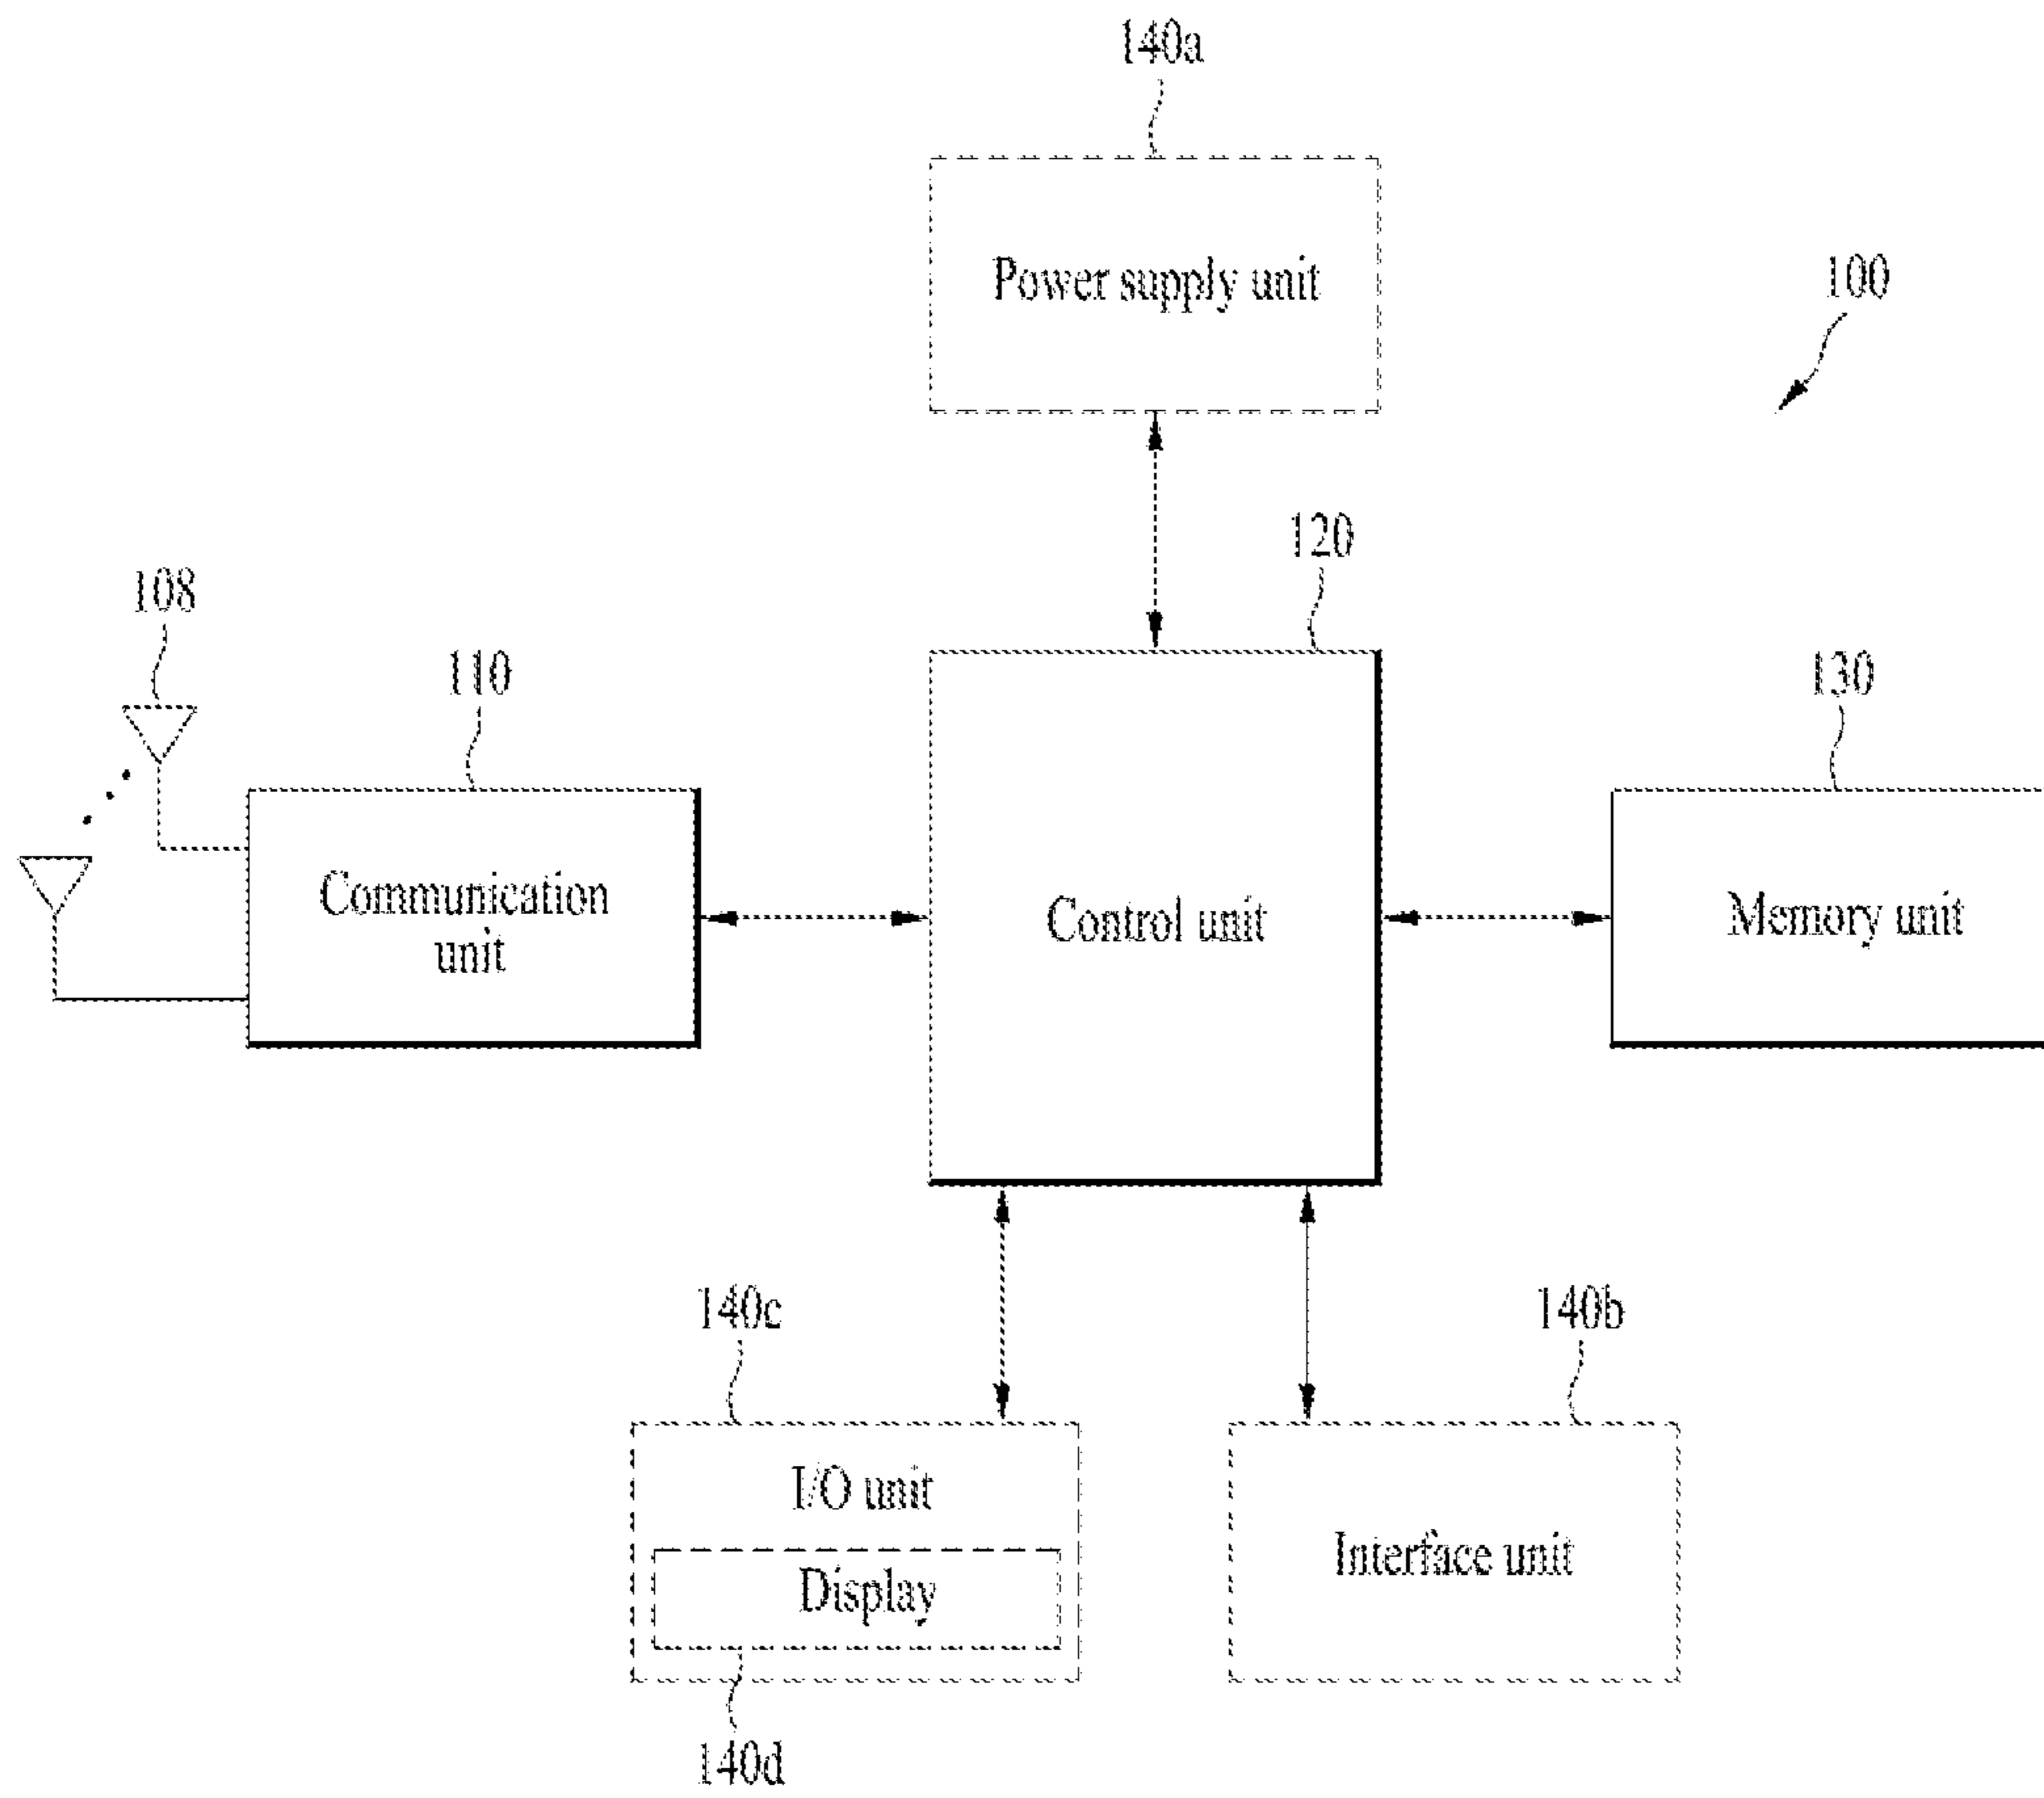 140a
Power supply unit
100
120
108
110
130
Communication
unit
Control unit
Memory unit
140c
140b
I/O unit
Interface unit
Display
140d